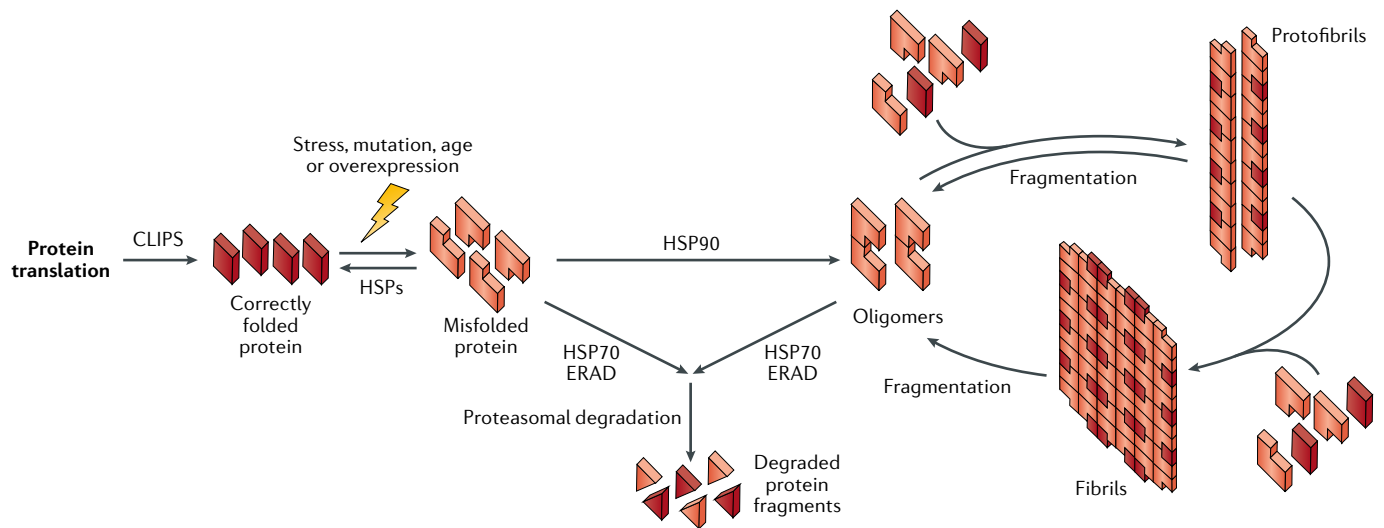 Protein
translation
CLIPS
Correctly
folded
protein
Stress, mutation, age
or overexpression
HSPs
Misfolded
protein
HSP90
HSP70
ERAD
HSP70
ERAD
Proteasomal degradation
Degraded
protein
fragments
Oligomers
Fragmentation
Protofibrils
Fragmentation
Fibrils